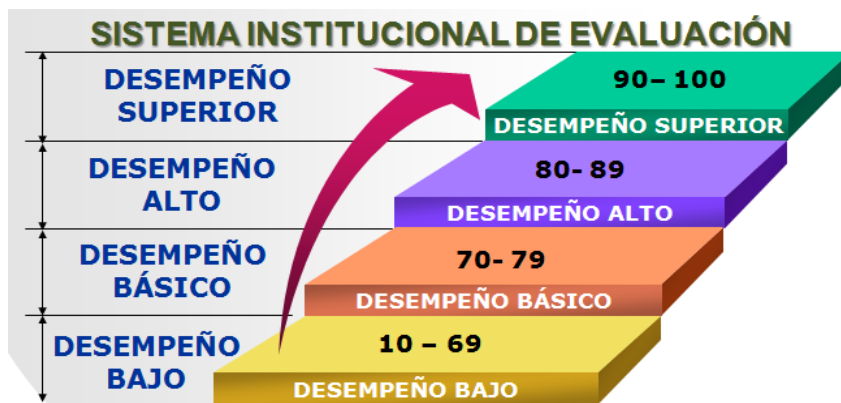 SISTEMA INSTITUCIONAL DE EVALUACIÓN
DESEMPEÑO
SUPERIOR
90– 100
DESEMPEÑO SUPERIOR
DESEMPEÑO
ALTO
80- 89
DESEMPEÑO ALTO
DESEMPEÑO
BÁSICO
70- 79
DESEMPEÑO BÁSICO
DESEMPEÑO
BAJO
10 – 69
DESEMPEÑO BAJO